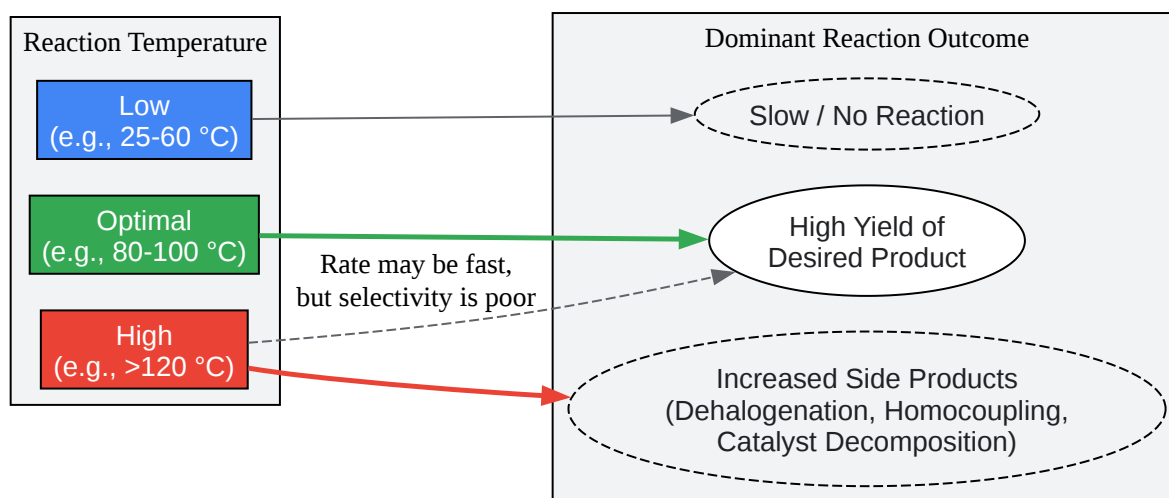 Reaction Temperature
Low
(e.g., 25-60 °C)
Optimal
(e.g., 80-100 °C)
High
(e.g., >120 °C)
Rate may be fast,
but selectivity is poor
Dominant Reaction Outcome
Slow / No Reaction
High Yield of
Desired Product
Increased Side Products
(Dehalogenation, Homocoupling,
Catalyst Decomposition)